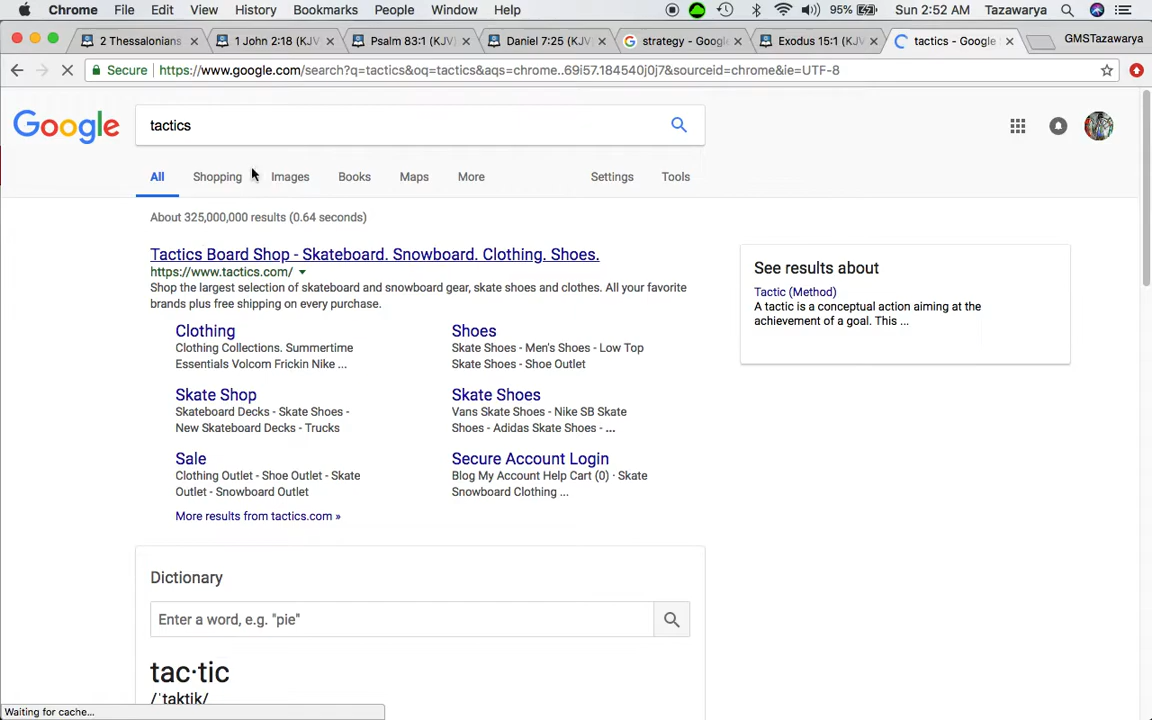 Chrome File Edit View History Bookmarks People Window Help 95% Sun 2:52 AM Tazawarya
2 Thessalonians 1 John 2:18 (KJV Psalm 83:1 (KJV) Daniel 7:25 (KJV strategy - Google Exodus 15:1 (KJV tactics - Google GMSTazawarya
Secure https://www.google.com/search?q=tactics&oq=tactics&aqs=chrome..69i57.184540j0j7&sourceid=chrome&ie=UTF-8
Google
tactics
All Shopping Images Books Maps More Settings Tools
About 325,000,000 results (0.64 seconds)
Tactics Board Shop - Skateboard. Snowboard. Clothing. Shoes.
https://www.tactics.com/
Shop the largest selection of skateboard and snowboard gear, skate shoes and clothes. All your favorite
brands plus free shipping on every purchase.
Clothing
Clothing Collections. Summertime
Essentials Volcom Frickin Nike ...
Shoes
Skate Shoes - Men's Shoes - Low Top
Skate Shoes - Shoe Outlet
Skate Shop
Skateboard Decks - Skate Shoes -
New Skateboard Decks - Trucks
Skate Shoes
Vans Skate Shoes - Nike SB Skate
Shoes - Adidas Skate Shoes - ...
Sale
Clothing Outlet - Shoe Outlet - Skate
Outlet - Snowboard Outlet
Secure Account Login
Blog My Account Help Cart (0) · Skate
Snowboard Clothing ...
More results from tactics.com »
See results about
Tactic (Method)
A tactic is a conceptual action aiming at the
achievement of a goal. This ...
Dictionary
Enter a word, e.g. "pie"
tac·tic
/ˈtaktik/
Waiting for cache...